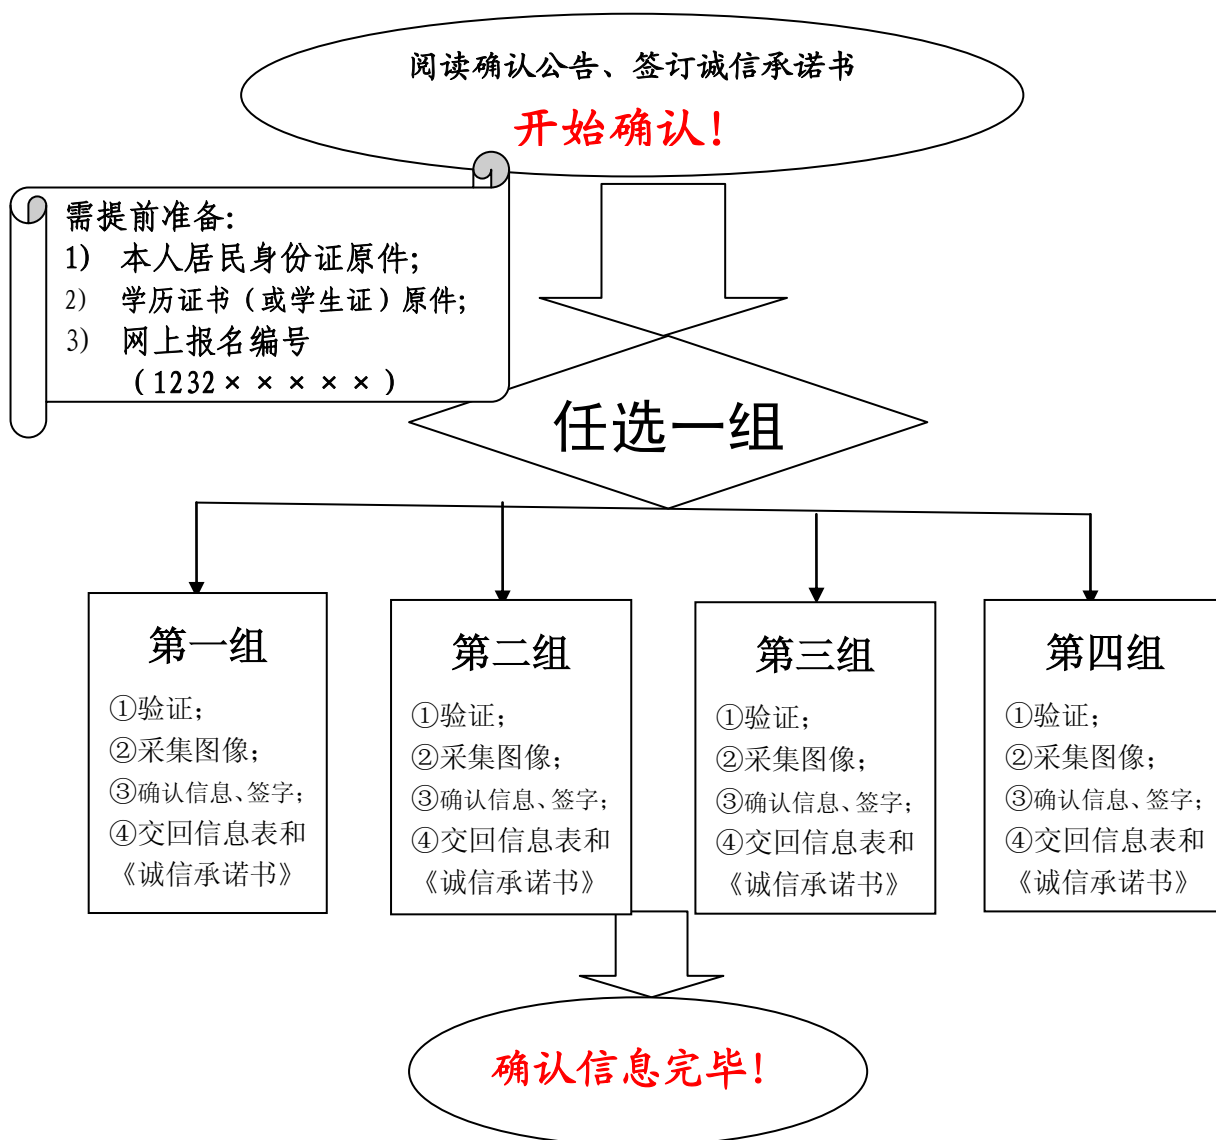 阅读确认公告、签订诚信承诺书
开始确认！
需提前准备：
1) 本人居民身份证原件；
2) 学历证书（或学生证）原件；
3) 网上报名编号
（1232×××××）
任选一组
第一组
①验证；
②采集图像；
③确认信息、签字；
④交回信息表和
《诚信承诺书》
第二组
①验证；
②采集图像；
③确认信息、签字；
④交回信息表和
《诚信承诺书》
第三组
①验证；
②采集图像；
③确认信息、签字；
④交回信息表和
《诚信承诺书》
第四组
①验证；
②采集图像；
③确认信息、签字；
④交回信息表和
《诚信承诺书》
确认信息完毕！